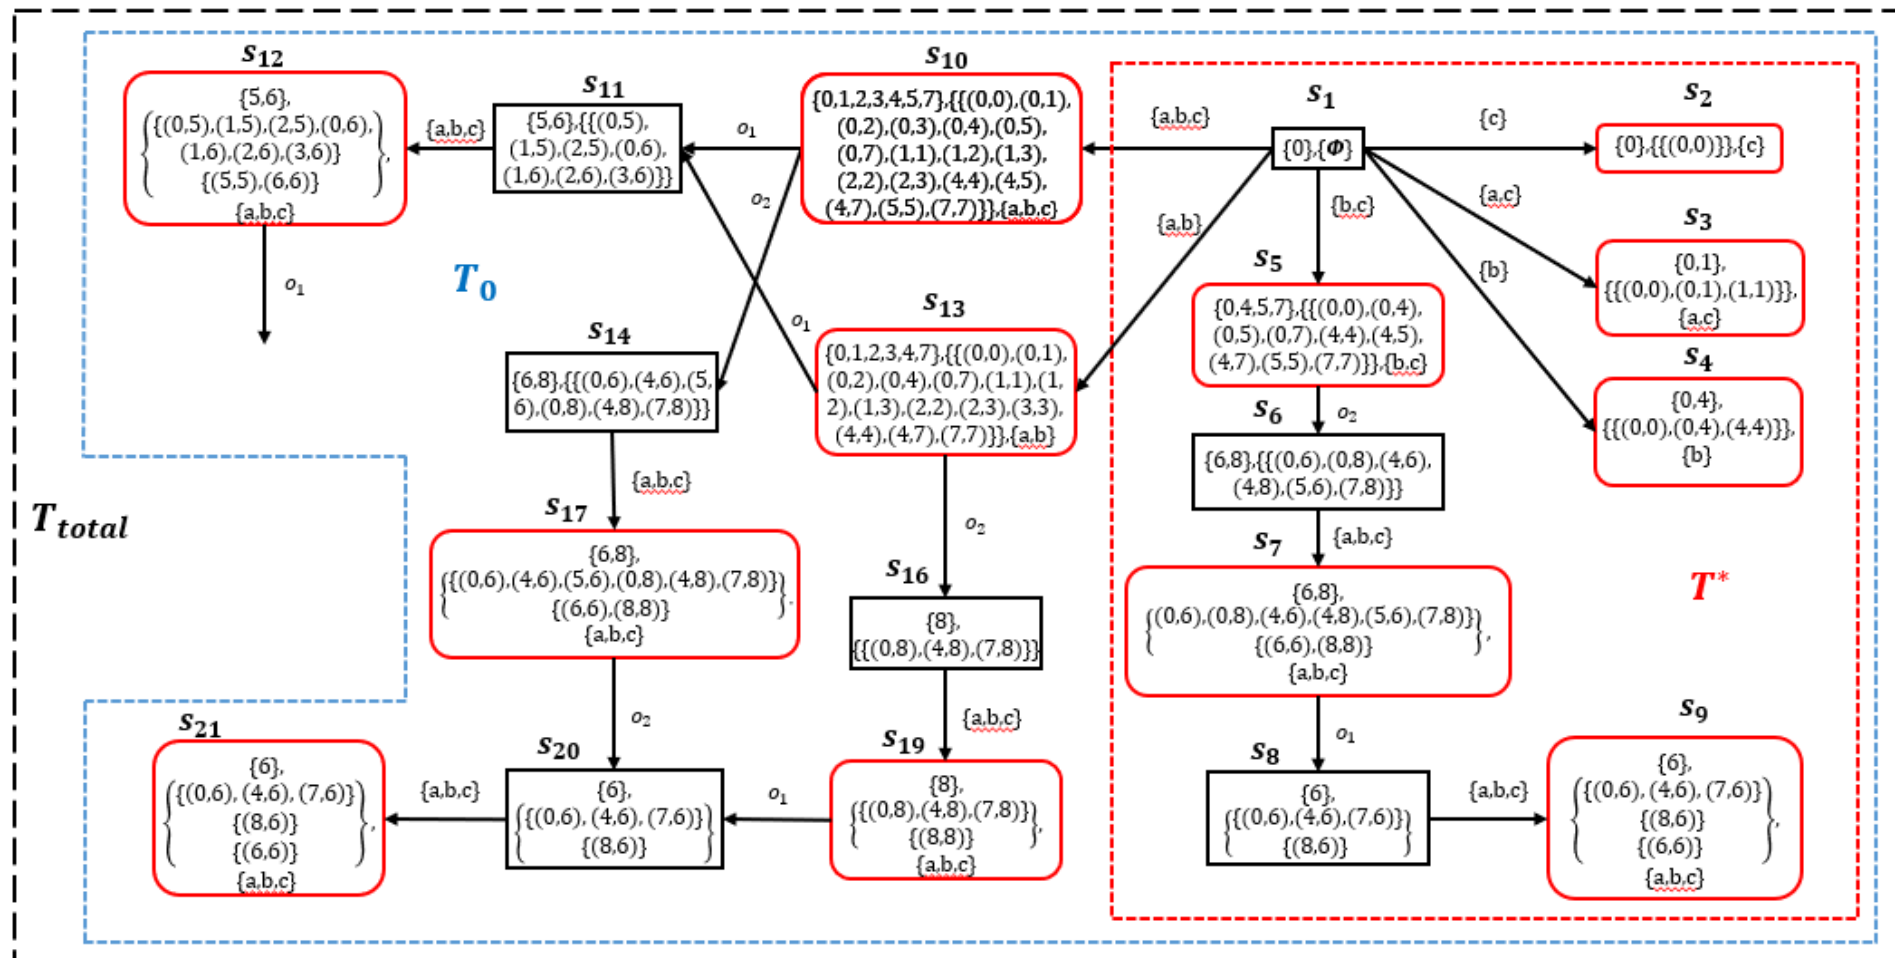 s12
{5,6},
{(0,5),(1,5),(2,5),(0,6),
(1,6),(2,6),(3,6)}
{(5,5),(6,6)}
,
{a,b,c}
o1
{a,b,c}
s11
{5,6},{{(0,5),
(1,5),(2,5),(0,6),
(1,6),(2,6),(3,6)}}
o1
o2
s10
{0,1,2,3,4,5,7},{{(0,0),(0,1),
(0,2),(0,3),(0,4),(0,5),
(0,7),(1,1),(1,2),(1,3),
(2,2),(2,3),(4,4),(4,5),
(4,7),(5,5),(7,7)}},{a,b,c}
{a,b,c}
{a,b}
s1
{0},{Φ}
{c}
{a,c}
{b}
{b,c}
s2
{0},{{(0,0)}},{c}
s3
{0,1},
{{(0,0),(0,1),(1,1)}},
{a,c}
s4
{0,4},
{{(0,0),(0,4),(4,4)}},
{b}
s5
{0,4,5,7},{{(0,0),(0,4),
(0,5),(0,7),(4,4),(4,5),
(4,7),(5,5),(7,7)}},{b,c}
o2
s6
{6,8},{{(0,6),(0,8),(4,6),
(4,8),(5,6),(7,8)}}
{a,b,c}
s7
{6,8},
{(0,6),(0,8),(4,6),(4,8),(5,6),(7,8)}
{(6,6),(8,8)}
,
{a,b,c}
o1
s8
{6},
{(0,6),(4,6),(7,6)}
{(8,6)}
{a,b,c}
s9
{6},
{(0,6), (4,6), (7,6)}
{(8,6)}
{(6,6)}
,
{a,b,c}
T*
T0
s13
{0,1,2,3,4,7},{{(0,0),(0,1),
(0,2),(0,4),(0,7),(1,1),(1,
2),(1,3),(2,2),(2,3),(3,3),
(4,4),(4,7),(7,7)}},{a,b}
o1
o2
s14
{6,8},{{(0,6),(4,6),(5,
6),(0,8),(4,8),(7,8)}}
{a,b,c}
s17
{6,8},
{(0,6),(4,6),(5,6),(0,8),(4,8),(7,8)}
{(6,6),(8,8)}
.
{a,b,c}
o2
s16
{8},
{{(0,8),(4,8),(7,8)}}
{a,b,c}
s19
{8},
{(0,8),(4,8),(7,8)}
{(8,8)}
,
{a,b,c}
o1
s20
{6},
{(0,6), (4,6), (7,6)}
{(8,6)}
{a,b,c}
s21
{6},
{(0,6), (4,6), (7,6)}
{(8,6)}
{(6,6)}
,
{a,b,c}
Ttotal